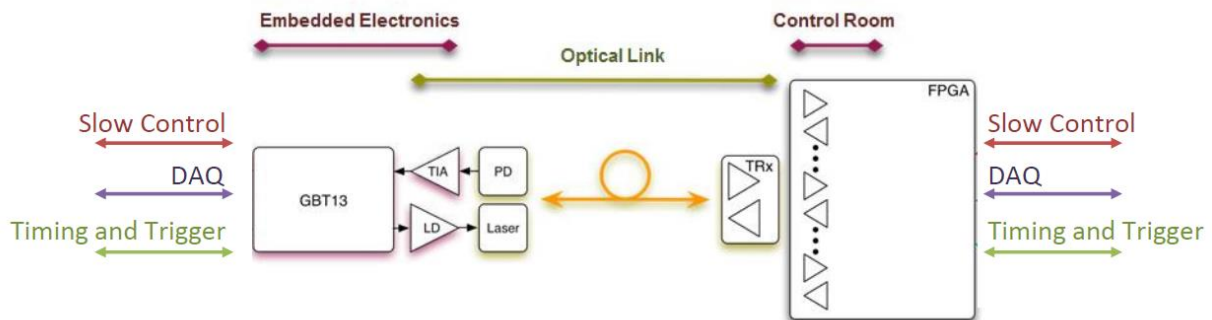 Embedded Electronics
Control Room
Optical Link
FPGA
Slow Control
Slow Control
TIA
PD
TRx
DAQ
DAQ
GBT13
LD
Laser
Timing and Trigger
Timing and Trigger